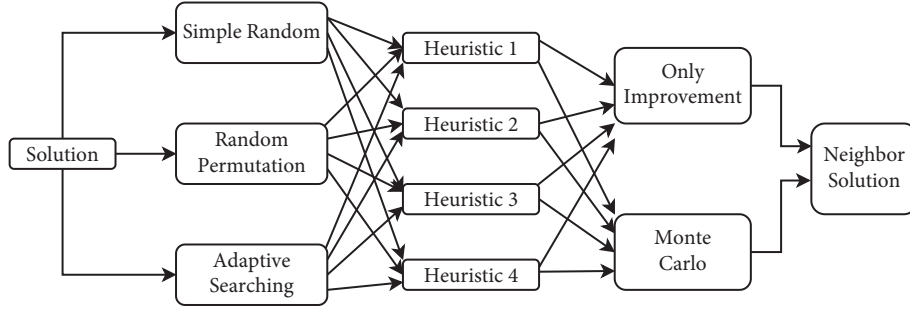 Solution
Simple Random
Random
Permutation
Adaptive
Searching
Heuristic 1
Heuristic 2
Heuristic 3
Heuristic 4
Only
Improvement
Monte
Carlo
Neighbor
Solution